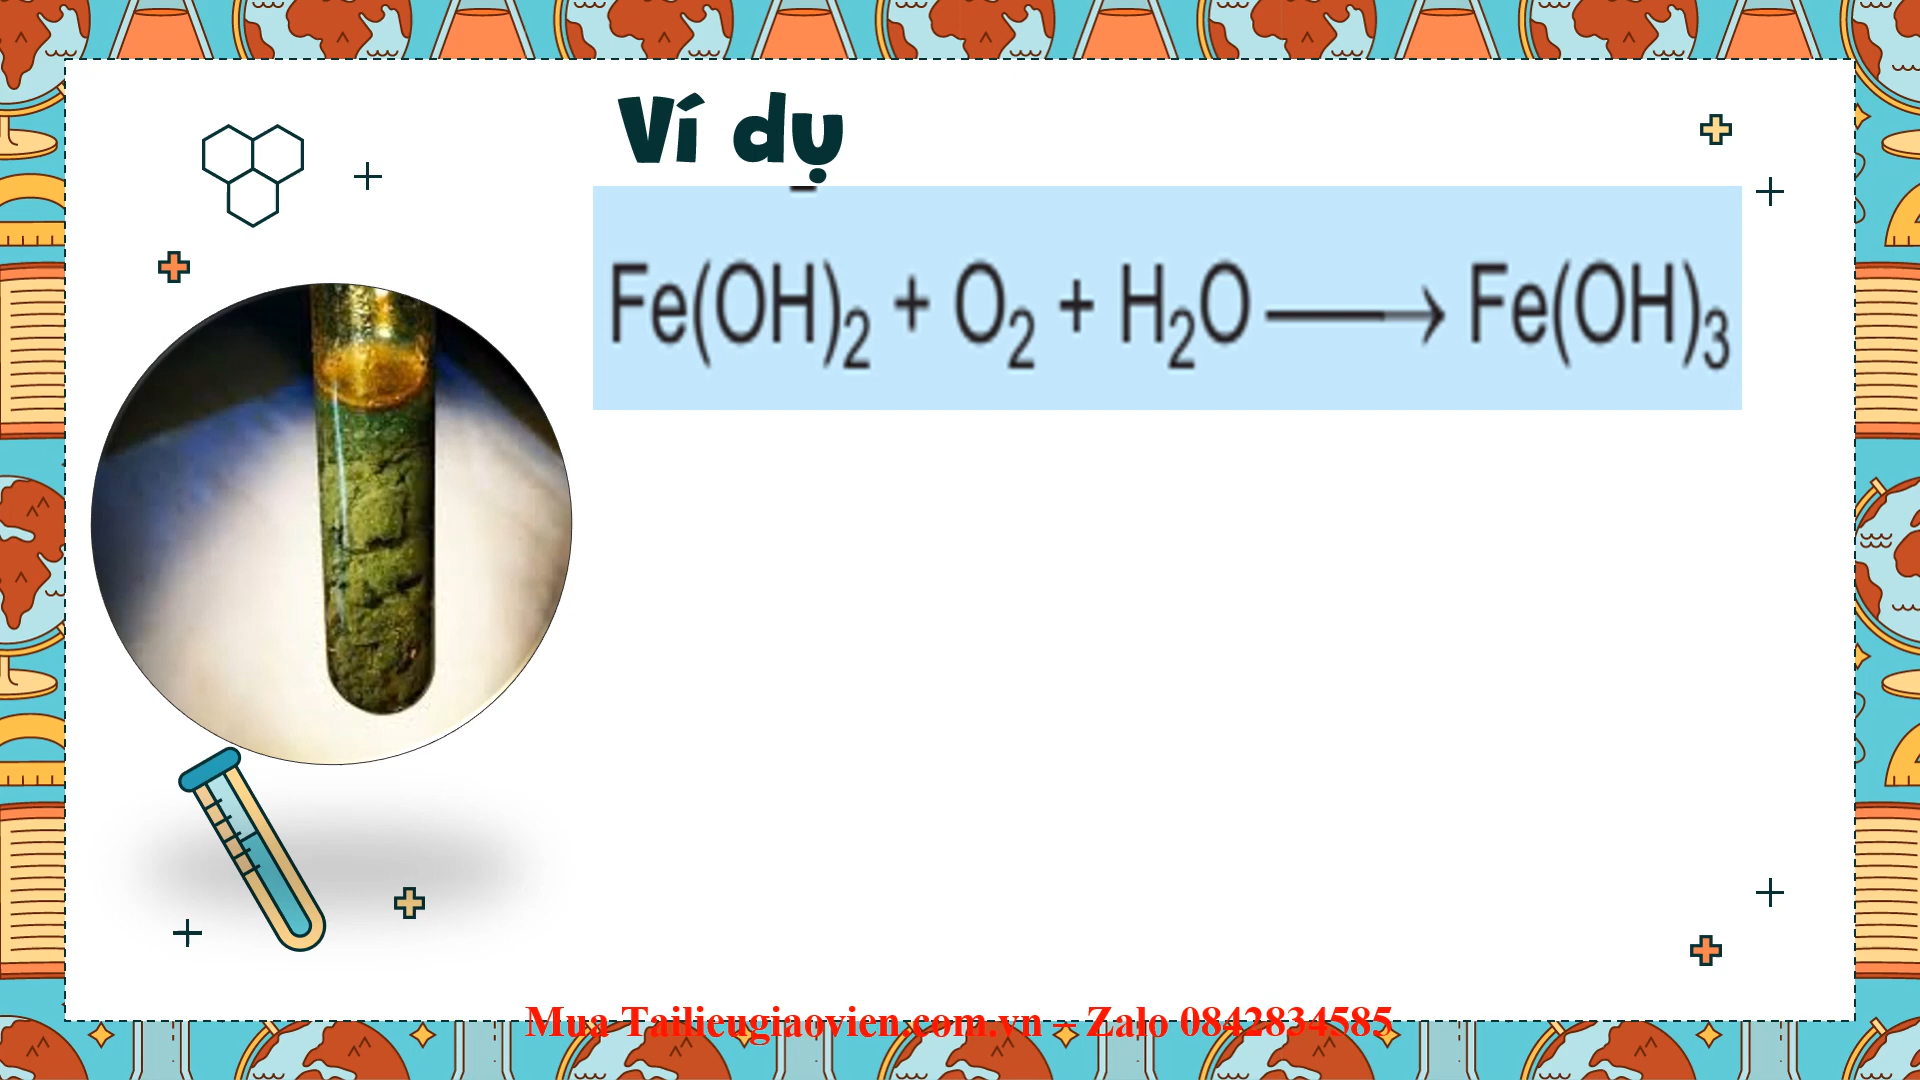 Ví dụ
Fe(OH)₂ + O₂ + H₂O ⟶ Fe(OH)₃
Mua Tailieugiaovien.com.vn – Zalo 0842834585